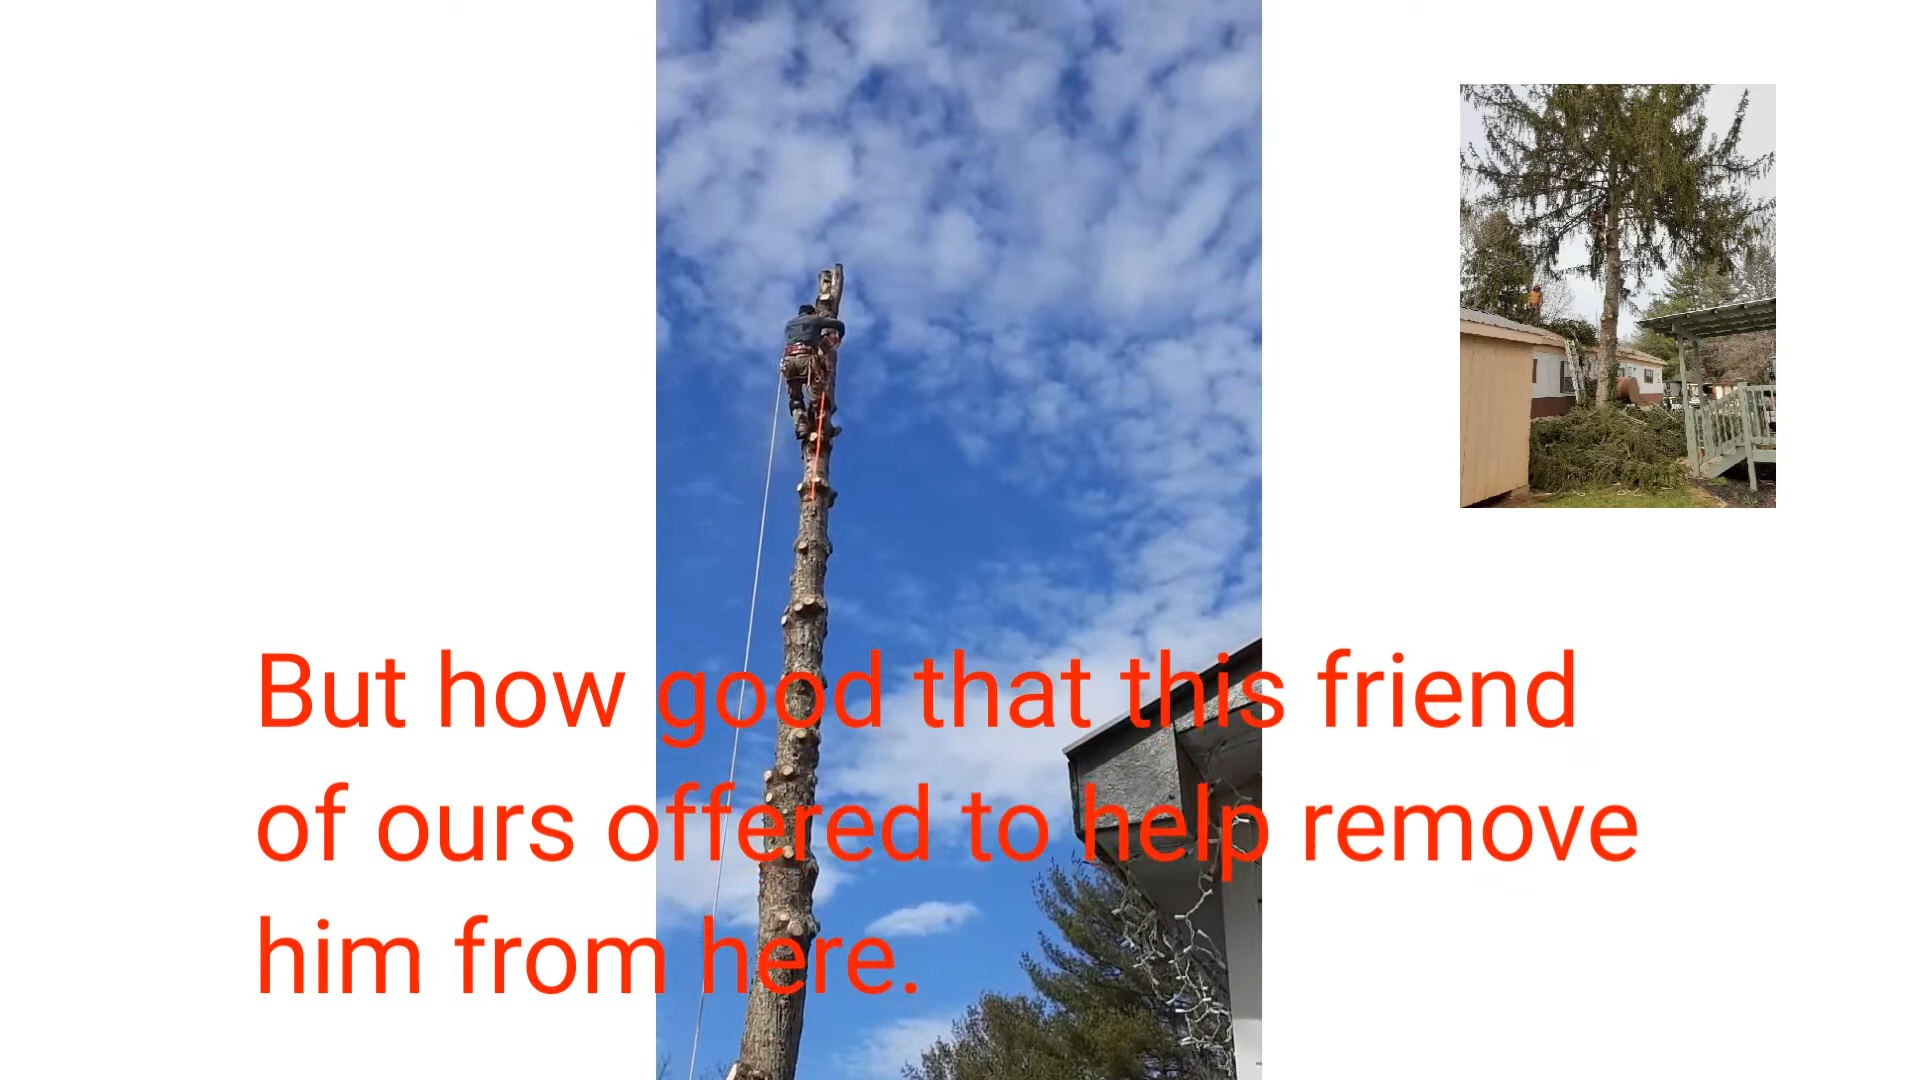 But how good that this friend
of ours offered to help remove
him from here.